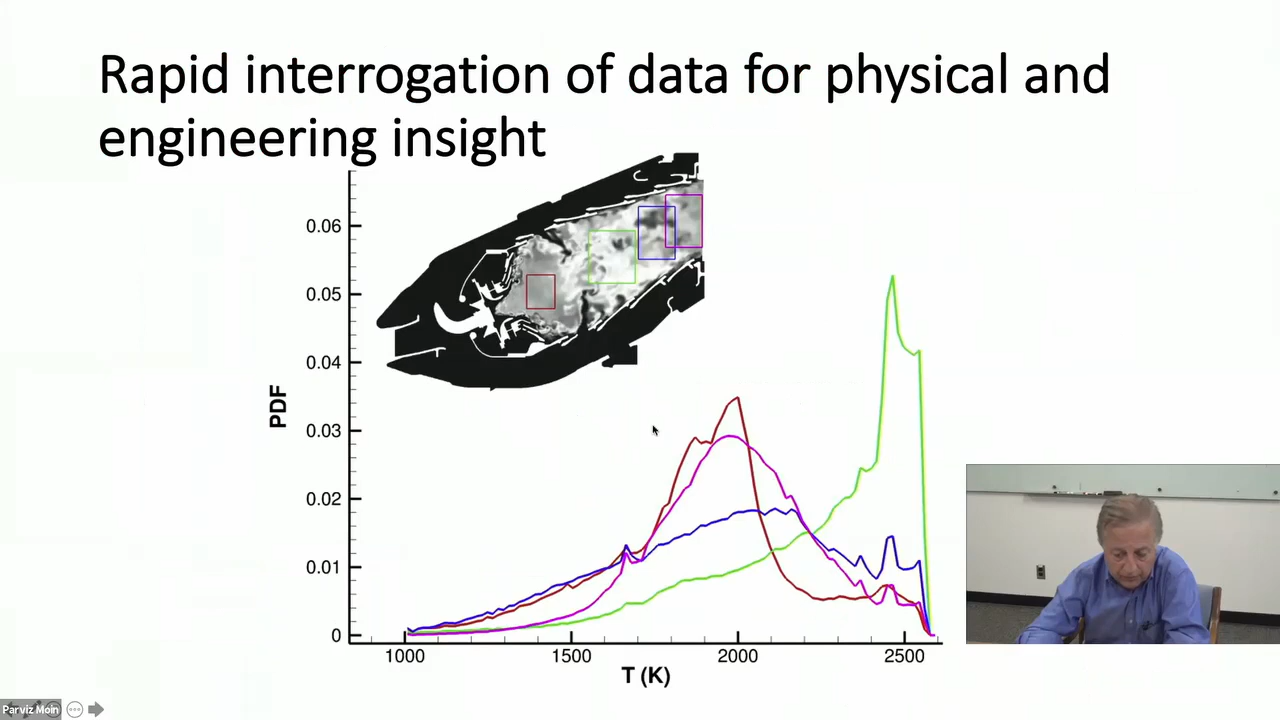 Rapid interrogation of data for physical and
engineering insight
PDF
0.06
0.05
0.04
0.03
0.02
0.01
0
1000
1500
2000
2500
T (K)
Parviz Moin